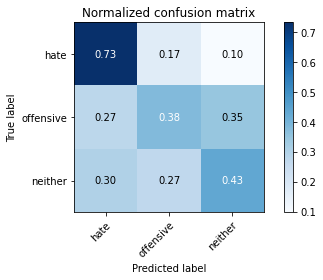 Normalized confusion matrix
True label
hate 0.73 0.17 0.10
offensive 0.27 0.38 0.35
neither 0.30 0.27 0.43
hate offensive neither
Predicted label
0.7
0.6
0.5
0.4
0.3
0.2
0.1